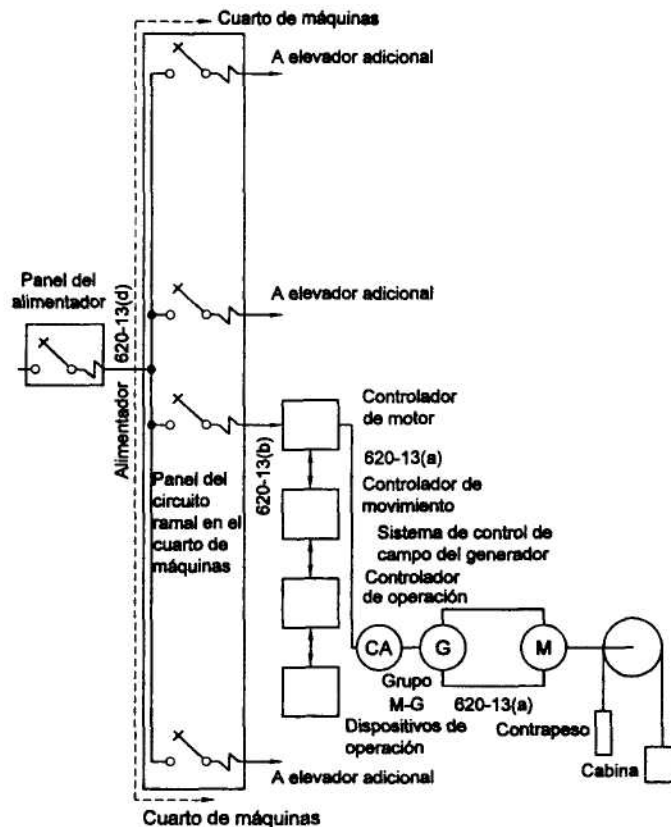 Cuarto de máquinas
A elevador adicional
Panel del
alimentador
620-13(d)
A elevador adicional
Alimentador
Controlador
de motor
620-13(b)
620-13(a)
Panel del
circuito
ramal en el
cuarto de
máquinas
Controlador de
movimiento
Sistema de control de
campo del generador
Controlador
de operación
CA
G
M
Grupo
M-G
620-13(a)
Dispositivos de
operación
Contrapeso
Cabina
A elevador adicional
Cuarto de máquinas